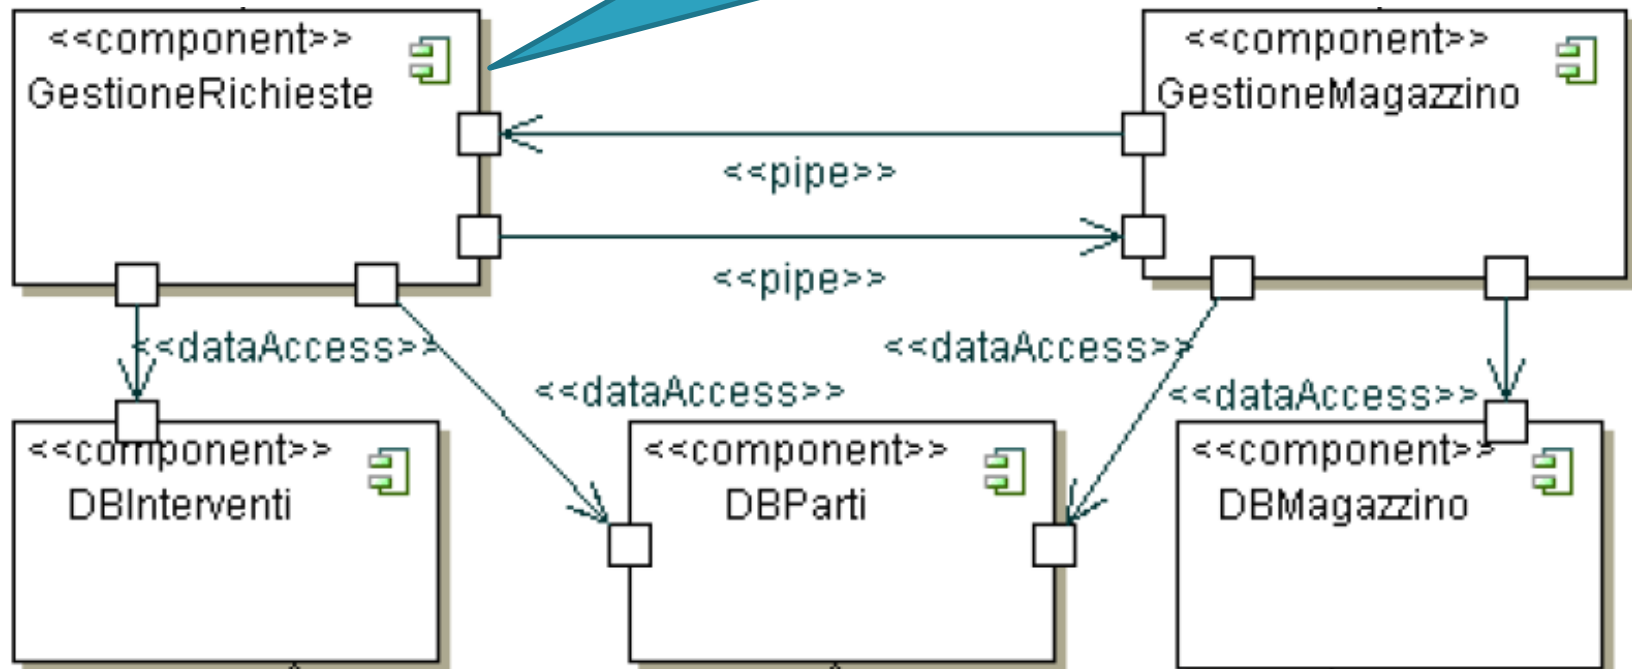 <<component>>
GestioneRichieste
<<component>>
GestioneMagazzino
<<pipe>>
<<pipe>>
<<dataAccess>>
<<dataAccess>>
<<dataAccess>>
<<dataAccess>>
<<component>>
DBInterventi
<<component>>
DBParti
<<component>>
DBMagazzino